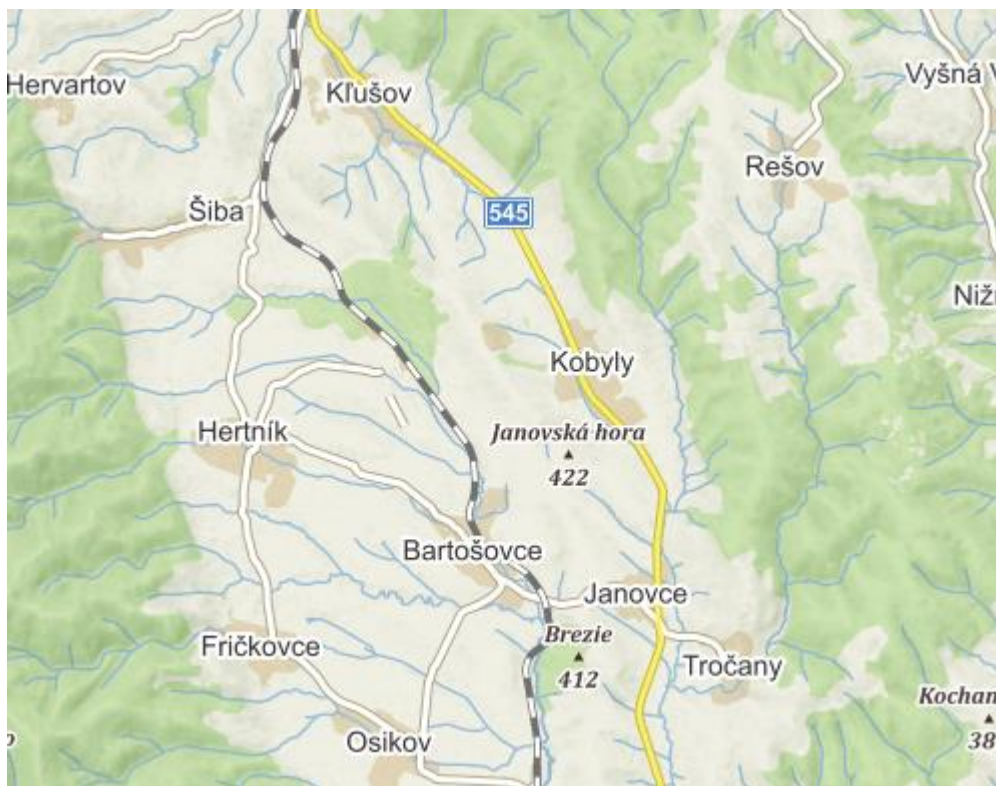 Hervartov
Kľušov
Vyšná V
Rešov
Šiba
545
Niž
Kobyly
Hertník
Janovská hora
422
Bartošovce
Janovce
Fričkovce
Brezie
412
Tročany
Kochan
38
Osikov